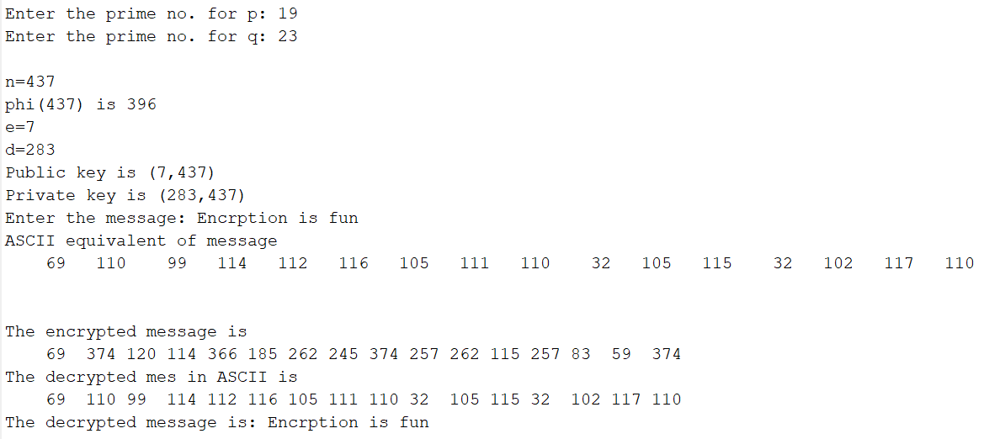 Enter the prime no. for p: 19
Enter the prime no. for q: 23
n=437
phi(437) is 396
e=7
d=283
Public key is (7,437)
Private key is (283,437)
Enter the message: Encrption is fun
ASCII equivalent of message
69 110 99 114 112 116 105 111 110 32 105 115 32 102 117 110
The encrypted message is
69 374 120 114 366 185 262 245 374 257 262 115 257 83 59 374
The decrypted mes in ASCII is
69 110 99 114 112 116 105 111 110 32 105 115 32 102 117 110
The decrypted message is: Encrption is fun